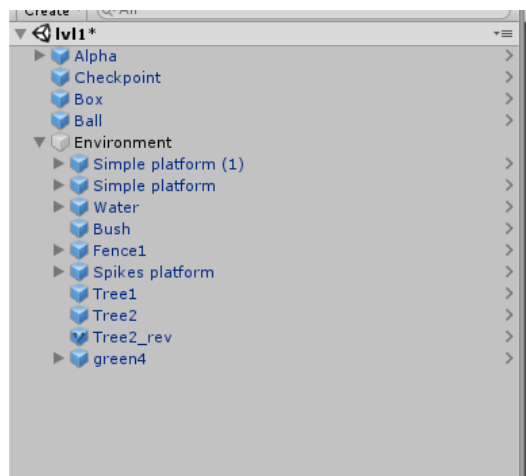 Create
All
lvl1*
Alpha
Checkpoint
Box
Ball
Environment
Simple platform (1)
Simple platform
Water
Bush
Fence1
Spikes platform
Tree1
Tree2
Tree2_rev
green4